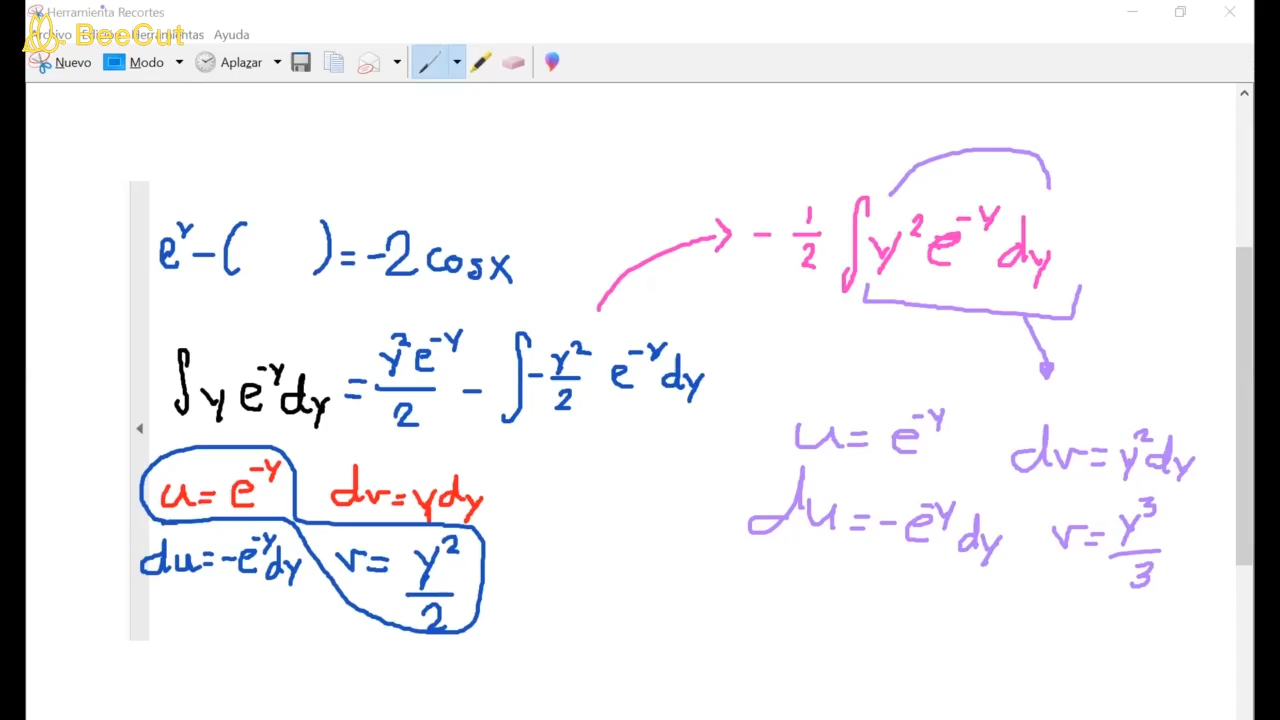 Herramienta Recortes
BeeCut
Archivo Edición Herramientas Ayuda
Nuevo Modo Aplazar
e^y - ( ) = -2 cosx
- 1/2 ∫ y² e^-y dy
∫ y e^-y dy = y² e^-y / 2 - ∫ - y²/2 e^-y dy
u = e^-y dv = y dy
du = -e^-y dy v = y²/2
u = e^-y dv = y² dy
du = -e^-y dy v = y³/3